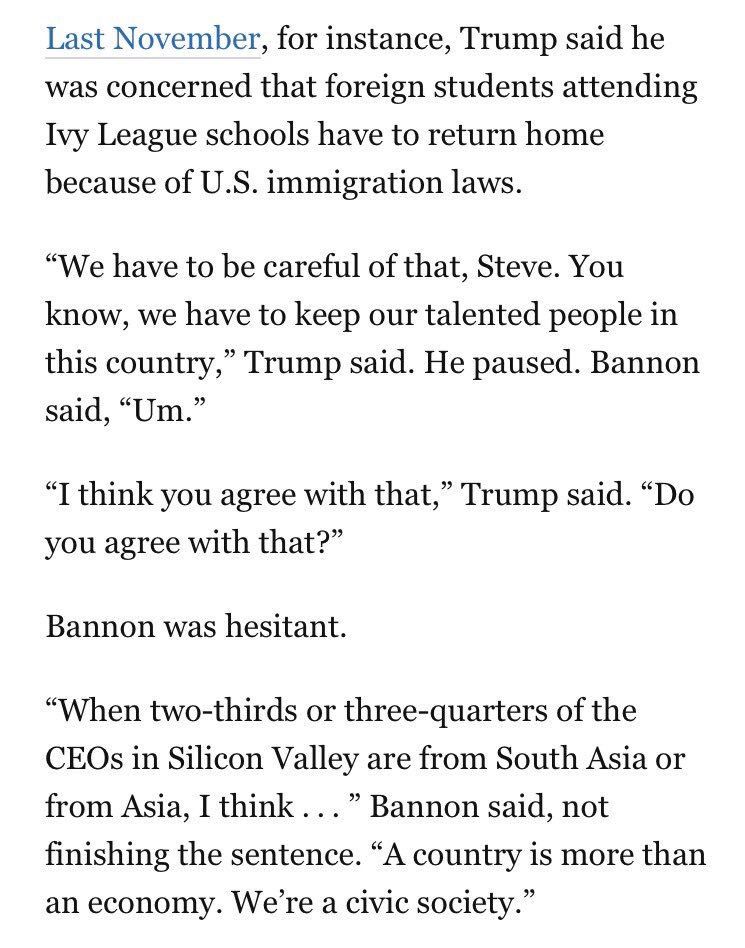 Last November, for instance, Trump said he
was concerned that foreign students attending
Ivy League schools have to return home
because of U.S. immigration laws.
“We have to be careful of that, Steve. You
know, we have to keep our talented people in
this country,” Trump said. He paused. Bannon
said, “Um.”
“I think you agree with that,” Trump said. “Do
you agree with that?”
Bannon was hesitant.
“When two-thirds or three-quarters of the
CEOs in Silicon Valley are from South Asia or
from Asia, I think . . . ” Bannon said, not
finishing the sentence. “A country is more than
an economy. We’re a civic society.”